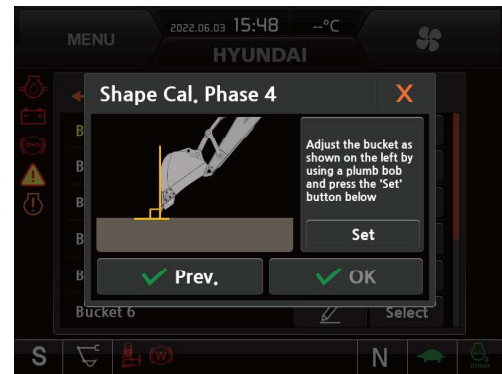 MENU
2022.06.03 15:48 --°C
HYUNDAI
Shape Cal. Phase 4 X
B
B
B
B
B
Adjust the bucket as
shown on the left by
using a plumb bob
and press the 'Set'
button below
Set
Prev.
OK
Bucket 6 Select
S (W) N